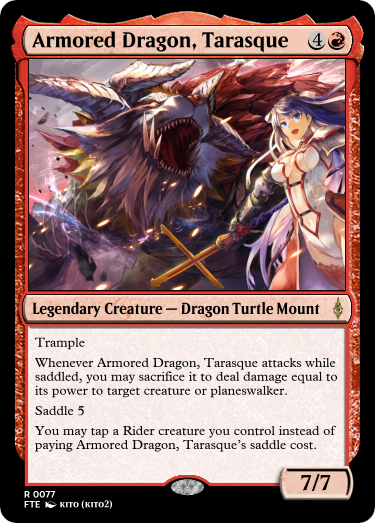 Armored Dragon, Tarasque 4
Legendary Creature — Dragon Turtle Mount
Trample
Whenever Armored Dragon, Tarasque attacks while
saddled, you may sacrifice it to deal damage equal to
its power to target creature or planeswalker.
Saddle 5
You may tap a Rider creature you control instead of
paying Armored Dragon, Tarasque's saddle cost.
7/7
R 0077
FTE KITO (KITO2)